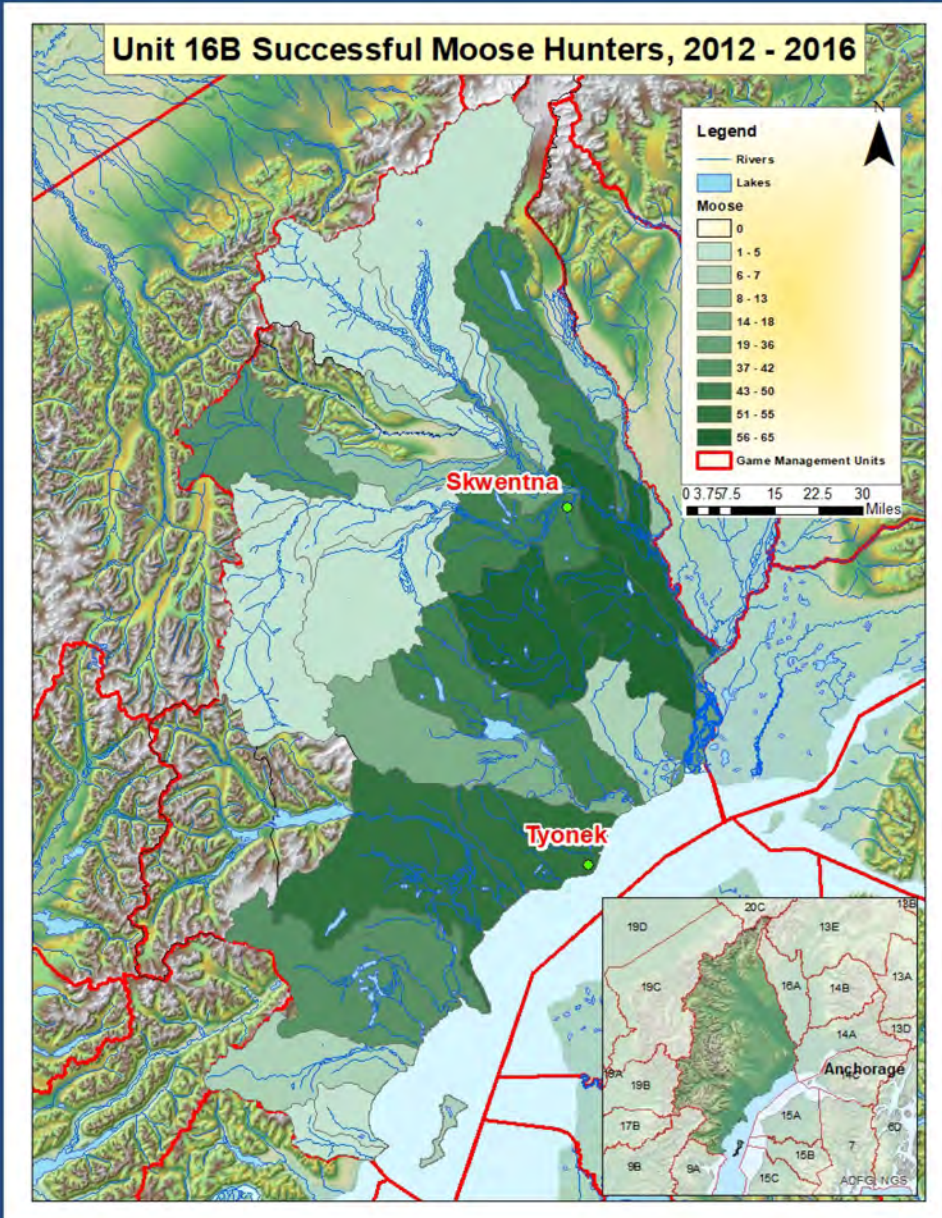 Unit 16B Successful Moose Hunters, 2012 - 2016
N
Legend
Rivers
Lakes
Moose
0
1 - 5
6 - 7
8 - 13
14 - 18
19 - 36
37 - 42
43 - 50
51 - 55
56 - 65
Game Management Units
0 3.75 7.5 15 22.5 30
Miles
Skwentna
Tyonek
20C
13B
19D
13E
13A
19C
16A
14B
14A
13D
Anchorage
14C
19B
15A
17B
6D
7
15B
9B
9A
15C
ADFG, NGS